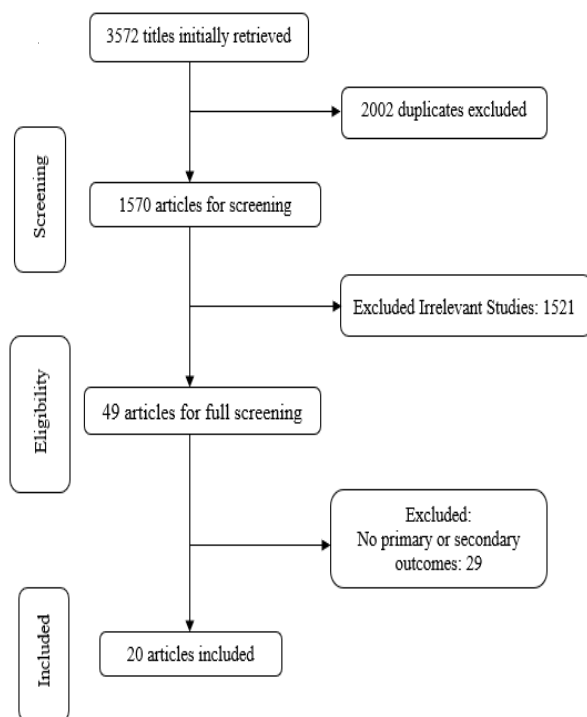 3572 titles initially retrieved
2002 duplicates excluded
Screening
1570 articles for screening
Excluded Irrelevant Studies: 1521
Eligibility
49 articles for full screening
Excluded:
No primary or secondary
outcomes: 29
Included
20 articles included